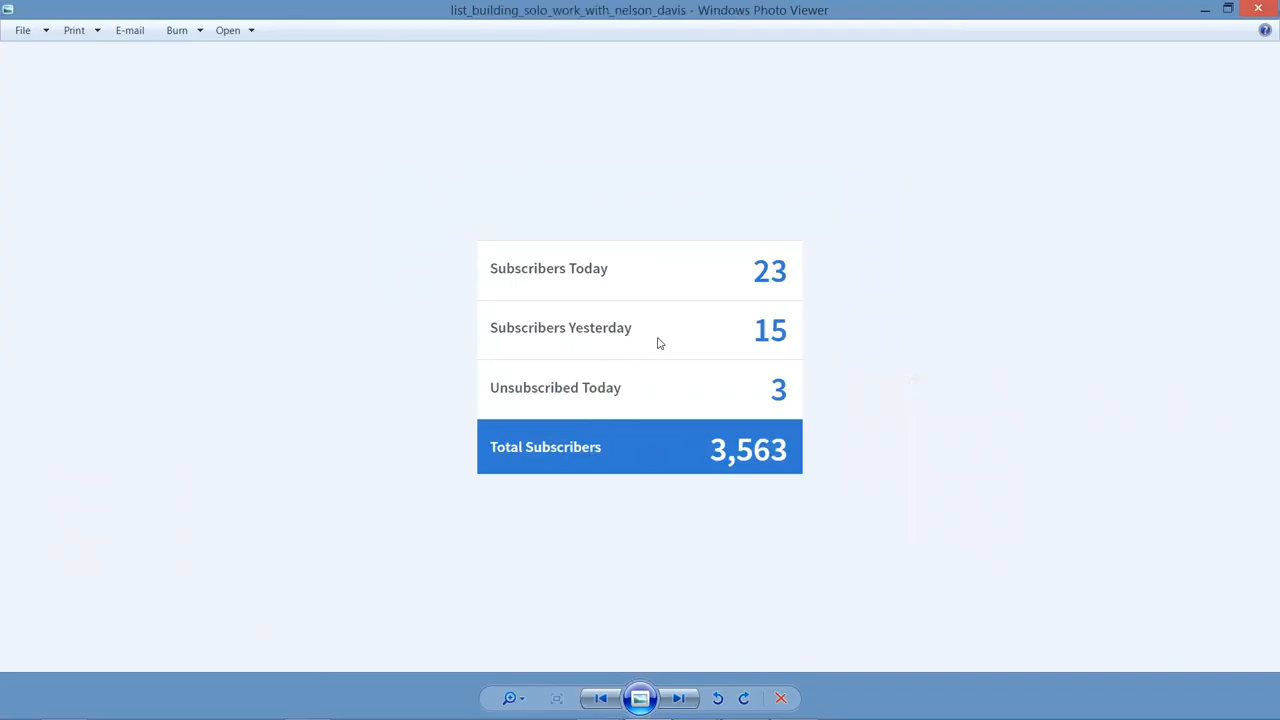 list_building_solo_work_with_nelson_davis - Windows Photo Viewer
File Print E-mail Burn Open
Subscribers Today 23
Subscribers Yesterday 15
Unsubscribed Today 3
Total Subscribers 3,563